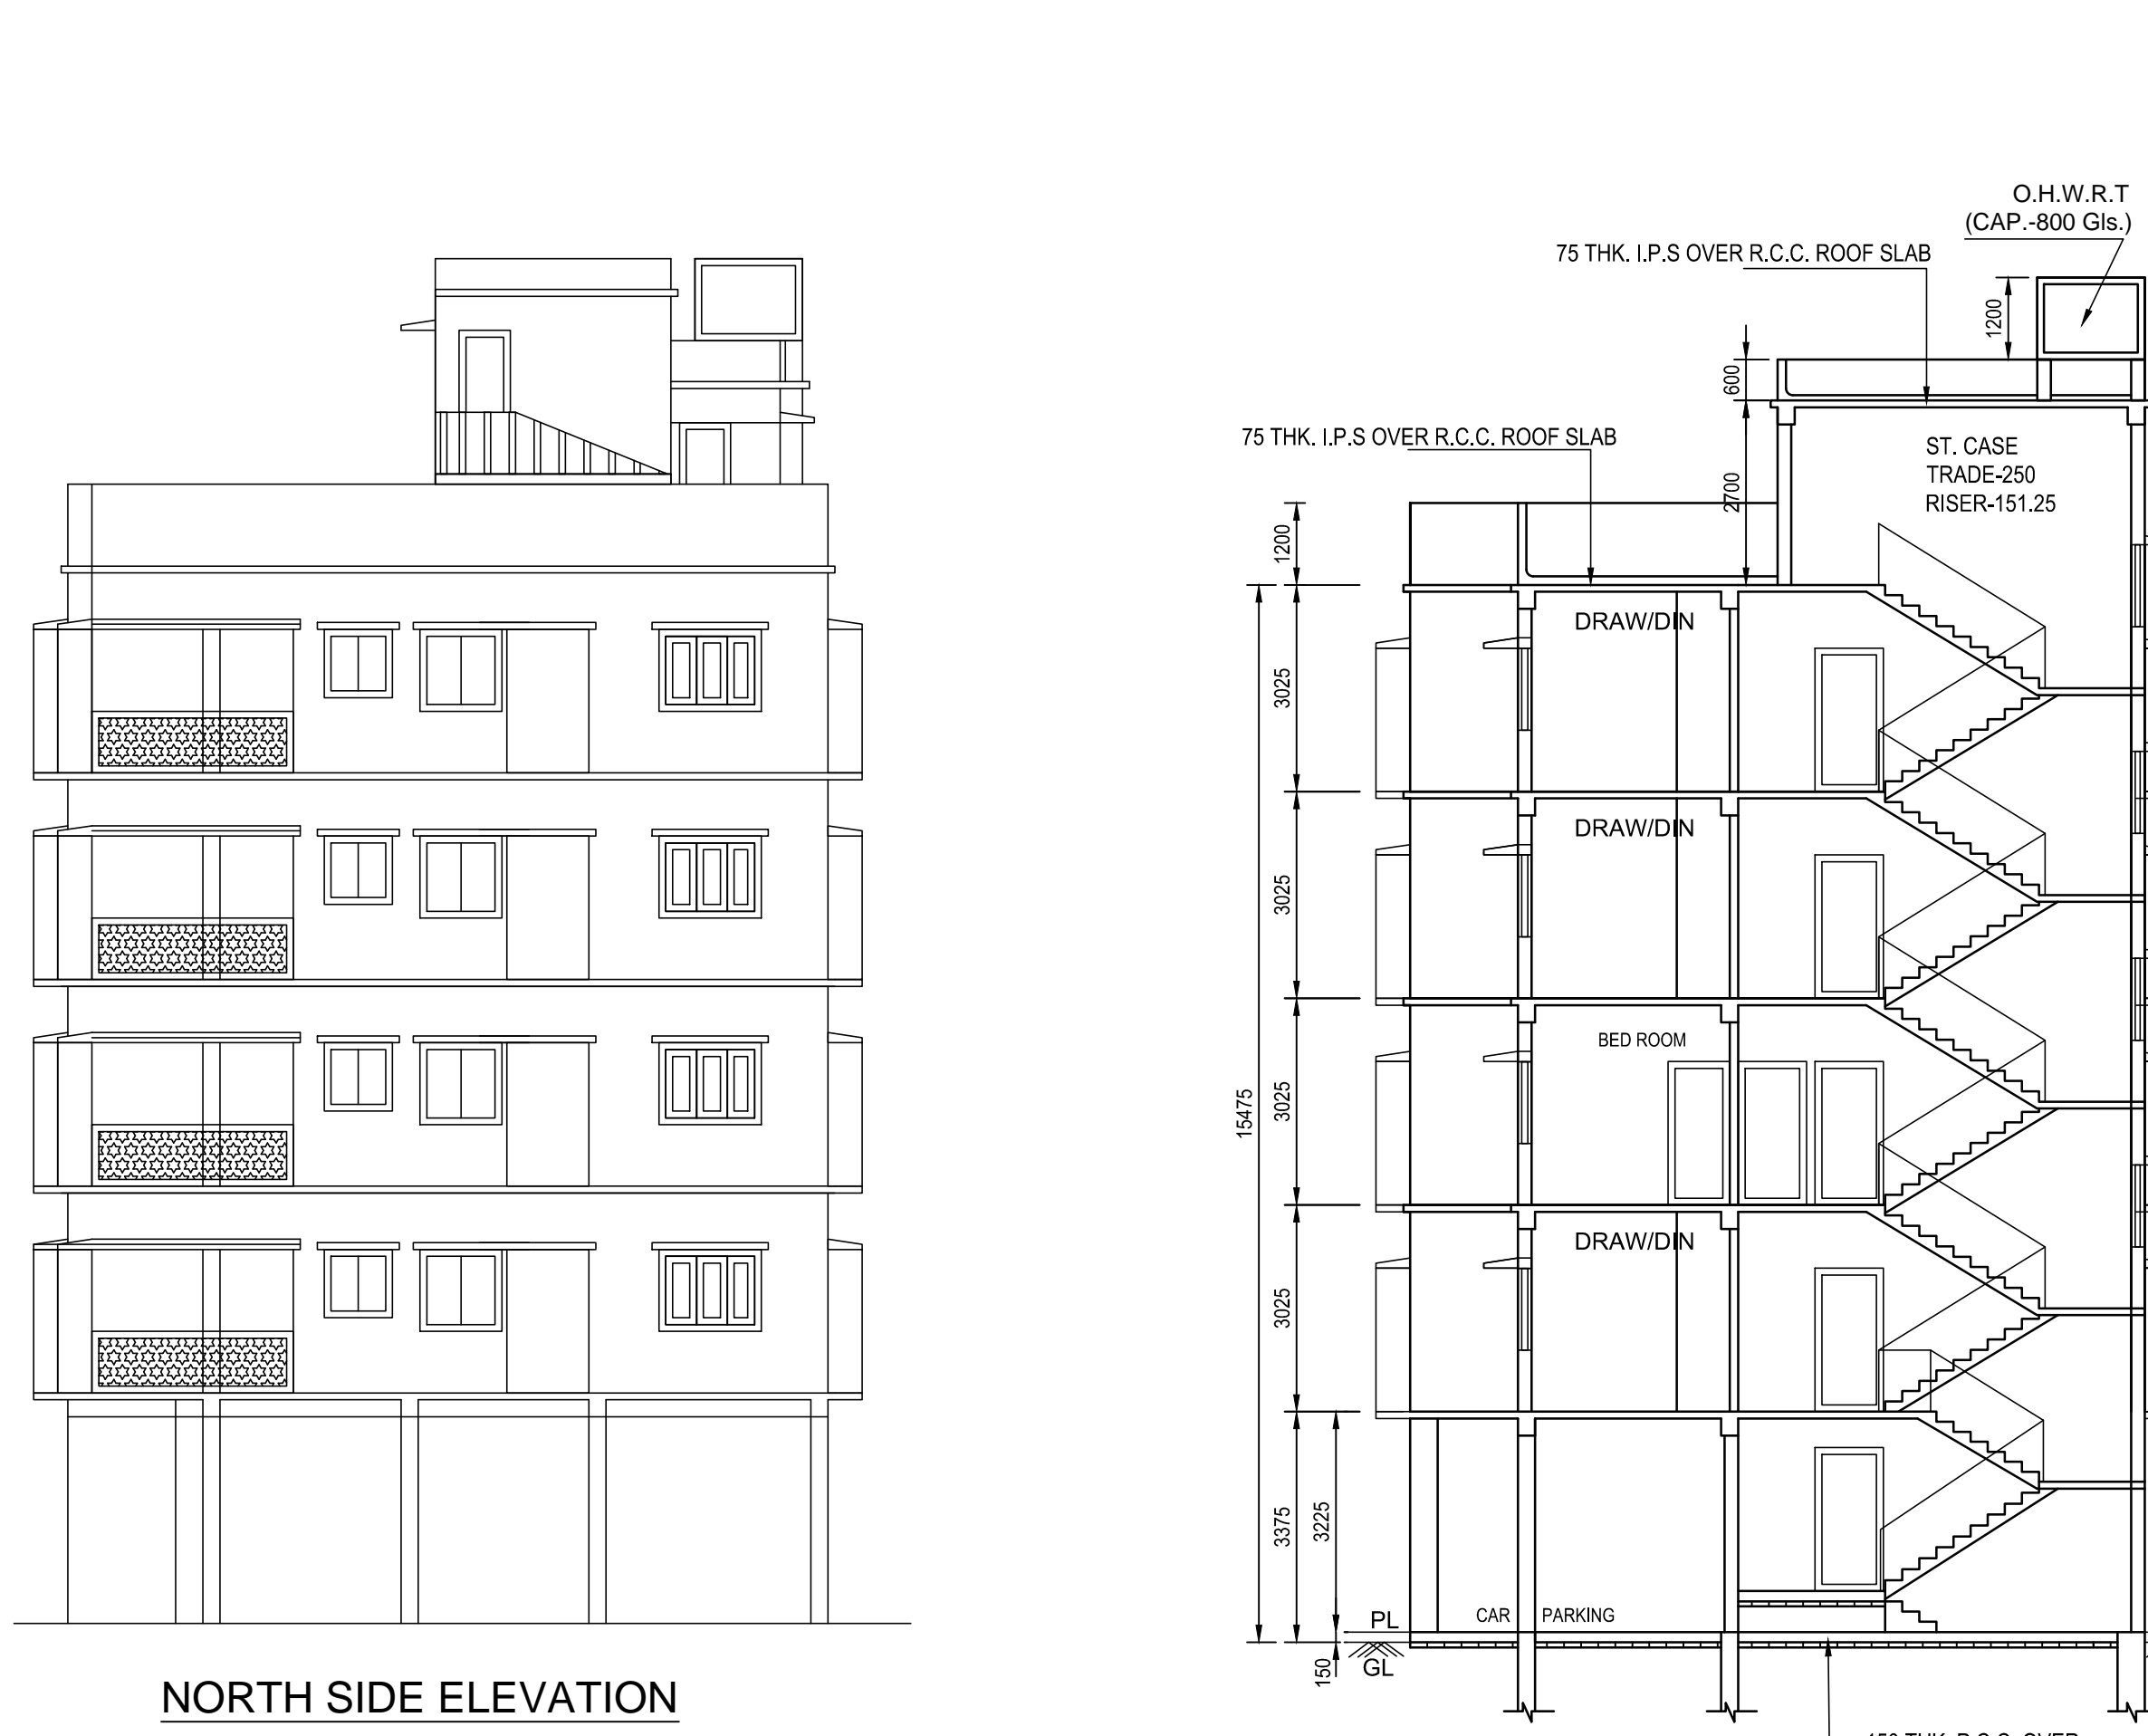 O.H.W.R.T
(CAP.-800 Gls.)
75 THK. I.P.S OVER R.C.C. ROOF SLAB
1200
600
75 THK. I.P.S OVER R.C.C. ROOF SLAB
ST. CASE
TRADE-250
RISER-151.25
2700
1200
DRAW/DIN
3025
DRAW/DIN
3025
BED ROOM
3025
15475
DRAW/DIN
3025
3375
3225
CAR PARKING
PL
GL
150
NORTH SIDE ELEVATION